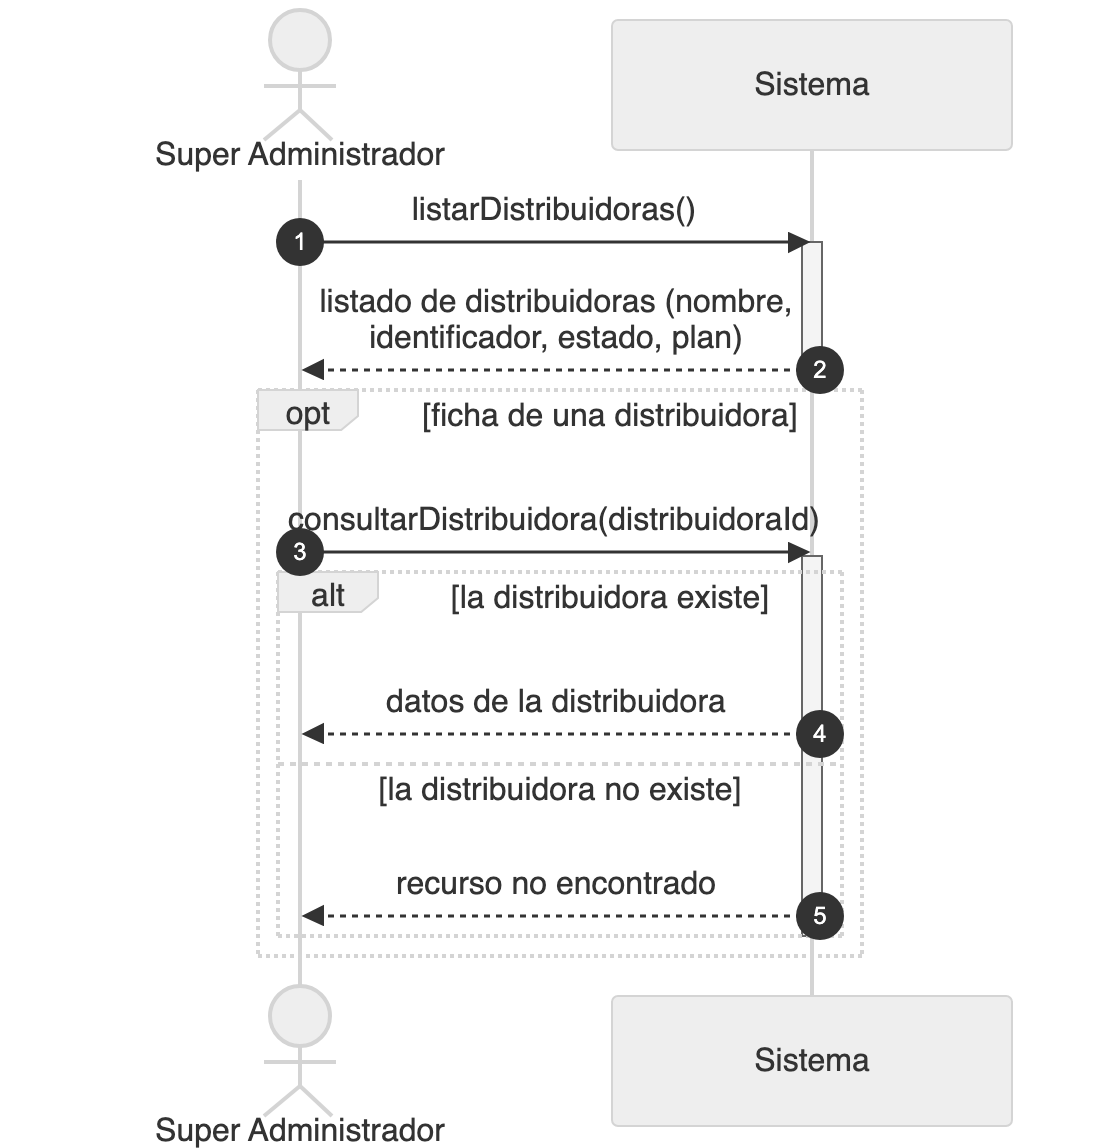 Super Administrador
Sistema
listarDistribuidoras()
1
listado de distribuidoras (nombre,
identificador, estado, plan)
2
opt
[ficha de una distribuidora]
consultarDistribuidora(distribuidoraId)
3
alt
[la distribuidora existe]
datos de la distribuidora
4
[la distribuidora no existe]
recurso no encontrado
5
Sistema
Super Administrador